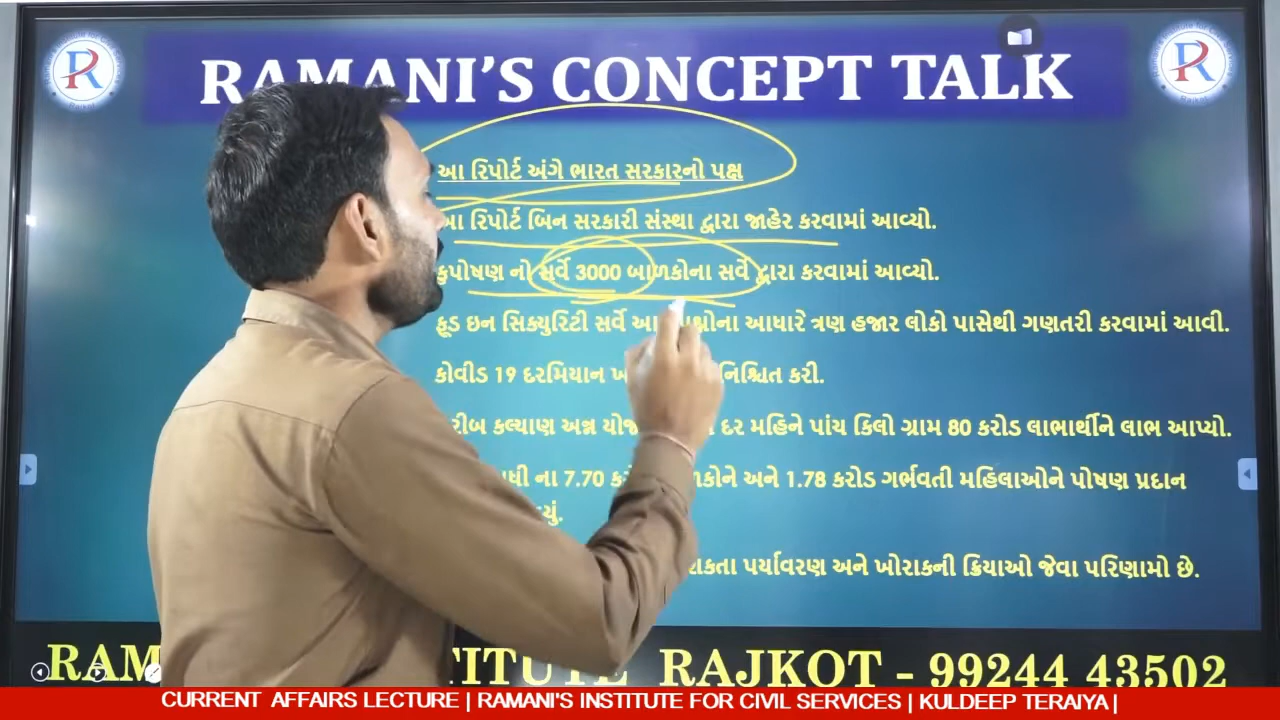 RAMANI'S CONCEPT TALK
આ રિપોર્ટ અંગે ભારત સરકારનો પક્ષ
આ રિપોર્ટ બિન સરકારી સંસ્થા દ્વારા જાહેર કરવામાં આવ્યો.
કુપોષણ નો સર્વે 3000 બાળકોના સર્વે દ્વારા કરવામાં આવ્યો.
ફૂડ ઇન સિક્યુરિટી સર્વે આધારે ત્રણ હજાર લોકો પાસેથી ગણતરી કરવામાં આવી.
કોવીડ 19 દરમિયાન નિશ્ચિત કરી.
કલ્યાણ અન્ન દર મહિને પાંચ કિલો ગ્રામ 80 કરોડ લાભાર્થીને લાભ આપ્યો.
ના 7.70 અને 1.78 કરોડ ગર્ભવતી મહિલાઓને પોષણ પ્રદાન
પર્યાવરણ અને ખોરાકની ક્રિયાઓ જેવા પરિણામો છે.
RAJKOT - 99244 43502
CURRENT AFFAIRS LECTURE | RAMANI'S INSTITUTE FOR CIVIL SERVICES | KULDEEP TERAIYA |